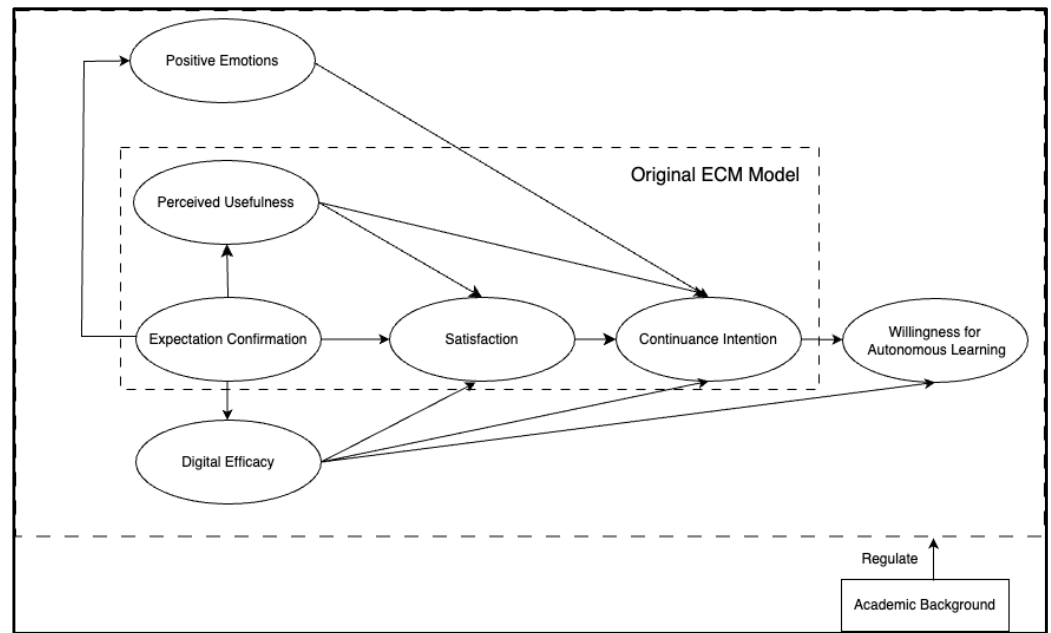 Positive Emotions
Original ECM Model
Perceived Usefulness
Expectation Confirmation
Satisfaction
Continuance Intention
Willingness for
Autonomous Learning
Digital Efficacy
Regulate
Academic Background